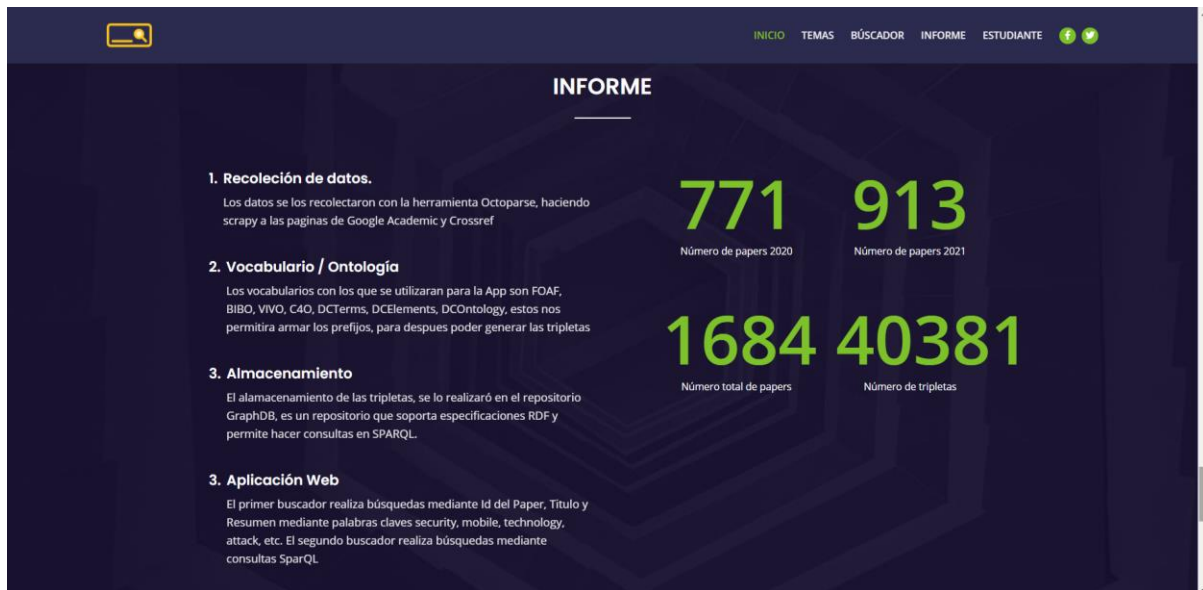 INICIO TEMAS BÚSCADOR INFORME ESTUDIANTE
INFORME
1. Recoleción de datos.
Los datos se los recolectaron con la herramienta Octoparse, haciendo
scrapy a las paginas de Google Academic y Crossref
2. Vocabulario / Ontología
Los vocabularios con los que se utilizaran para la App son FOAF,
BIBO, VIVO, C4O, DCTerms, DCElements, DCOntology, estos nos
permitira armar los prefijos, para despues poder generar las tripletas
3. Almacenamiento
El alamacenamiento de las tripletas, se lo realizaró en el repositorio
GraphDB, es un repositorio que soporta especificaciones RDF y
permite hacer consultas en SPARQL.
3. Aplicación Web
El primer buscador realiza búsquedas mediante Id del Paper, Titulo y
Resumen mediante palabras claves security, mobile, technology,
attack, etc. El segundo buscador realiza búsquedas mediante
consultas SparQL
771 913
Número de papers 2020 Número de papers 2021
1684 40381
Número total de papers Número de tripletas